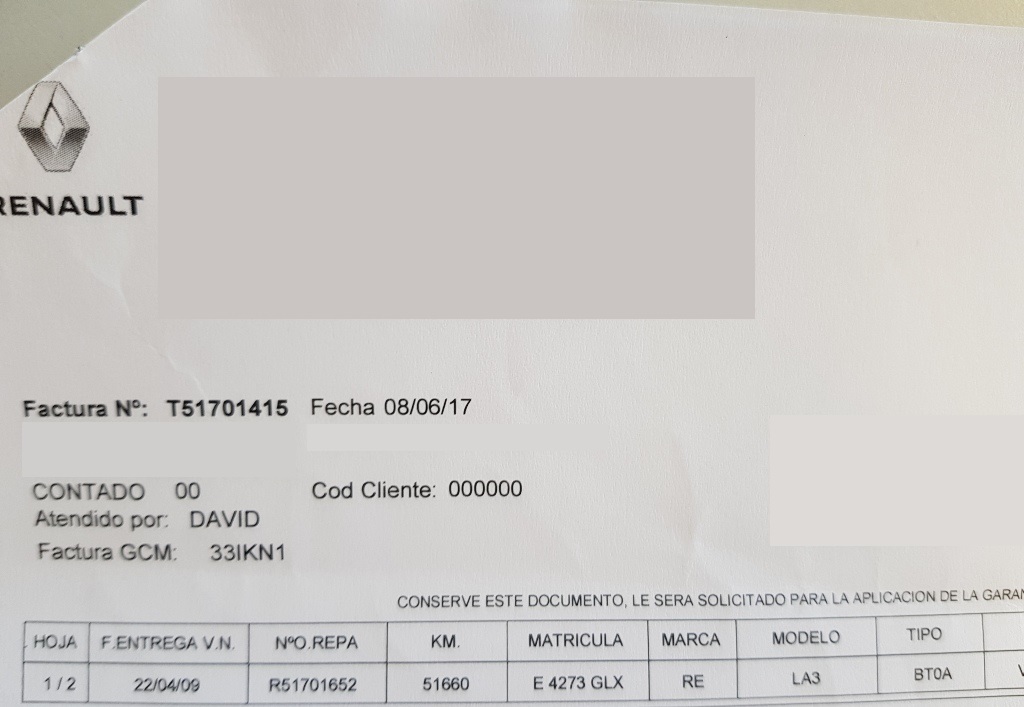 RENAULT
Factura Nº: T51701415 Fecha 08/06/17
CONTADO 00 Cod Cliente: 000000
Atendido por: DAVID
Factura GCM: 33IKN1
CONSERVE ESTE DOCUMENTO, LE SERA SOLICITADO PARA LA APLICACION DE LA
HOJA F.ENTREGA V.N. NºO.REPA KM. MATRICULA MARCA MODELO TIPO
1 / 2 22/04/09 R51701652 51660 E 4273 GLX RE LA3 BT0A